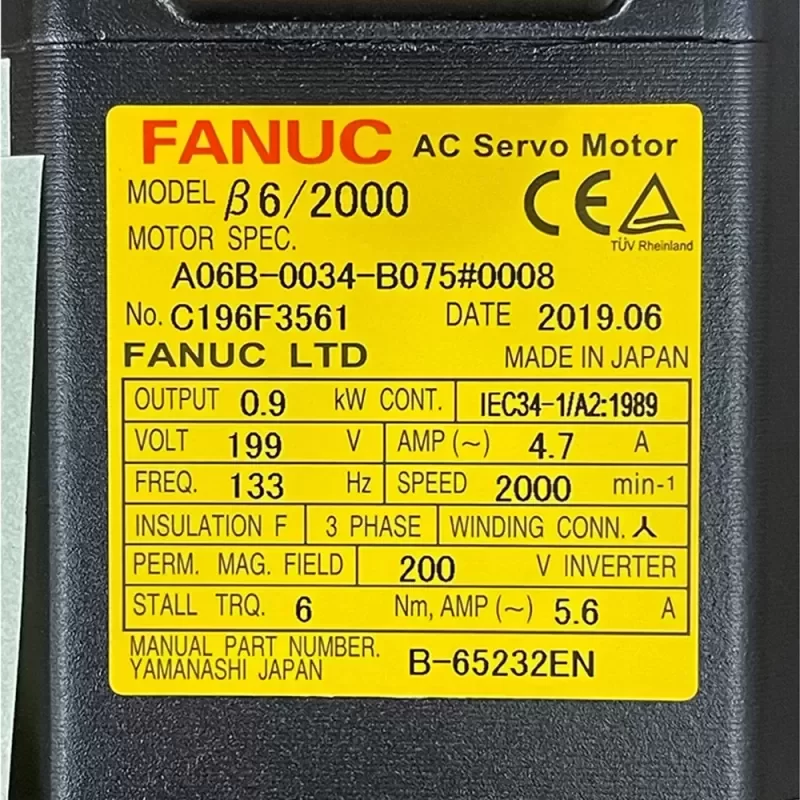 FANUC AC Servo Motor
MODEL β6/2000
CE
TÜV Rheinland
MOTOR SPEC.
A06B-0034-B075#0008
No. C196F3561 DATE 2019.06
FANUC LTD MADE IN JAPAN
OUTPUT 0.9 kW CONT. IEC34-1/A2:1989
VOLT 199 V AMP (~) 4.7 A
FREQ. 133 Hz SPEED 2000 min-1
INSULATION F 3 PHASE WINDING CONN. ⅄
PERM. MAG. FIELD 200 V INVERTER
STALL TRQ. 6 Nm, AMP (~) 5.6 A
MANUAL PART NUMBER. B-65232EN
YAMANASHI JAPAN